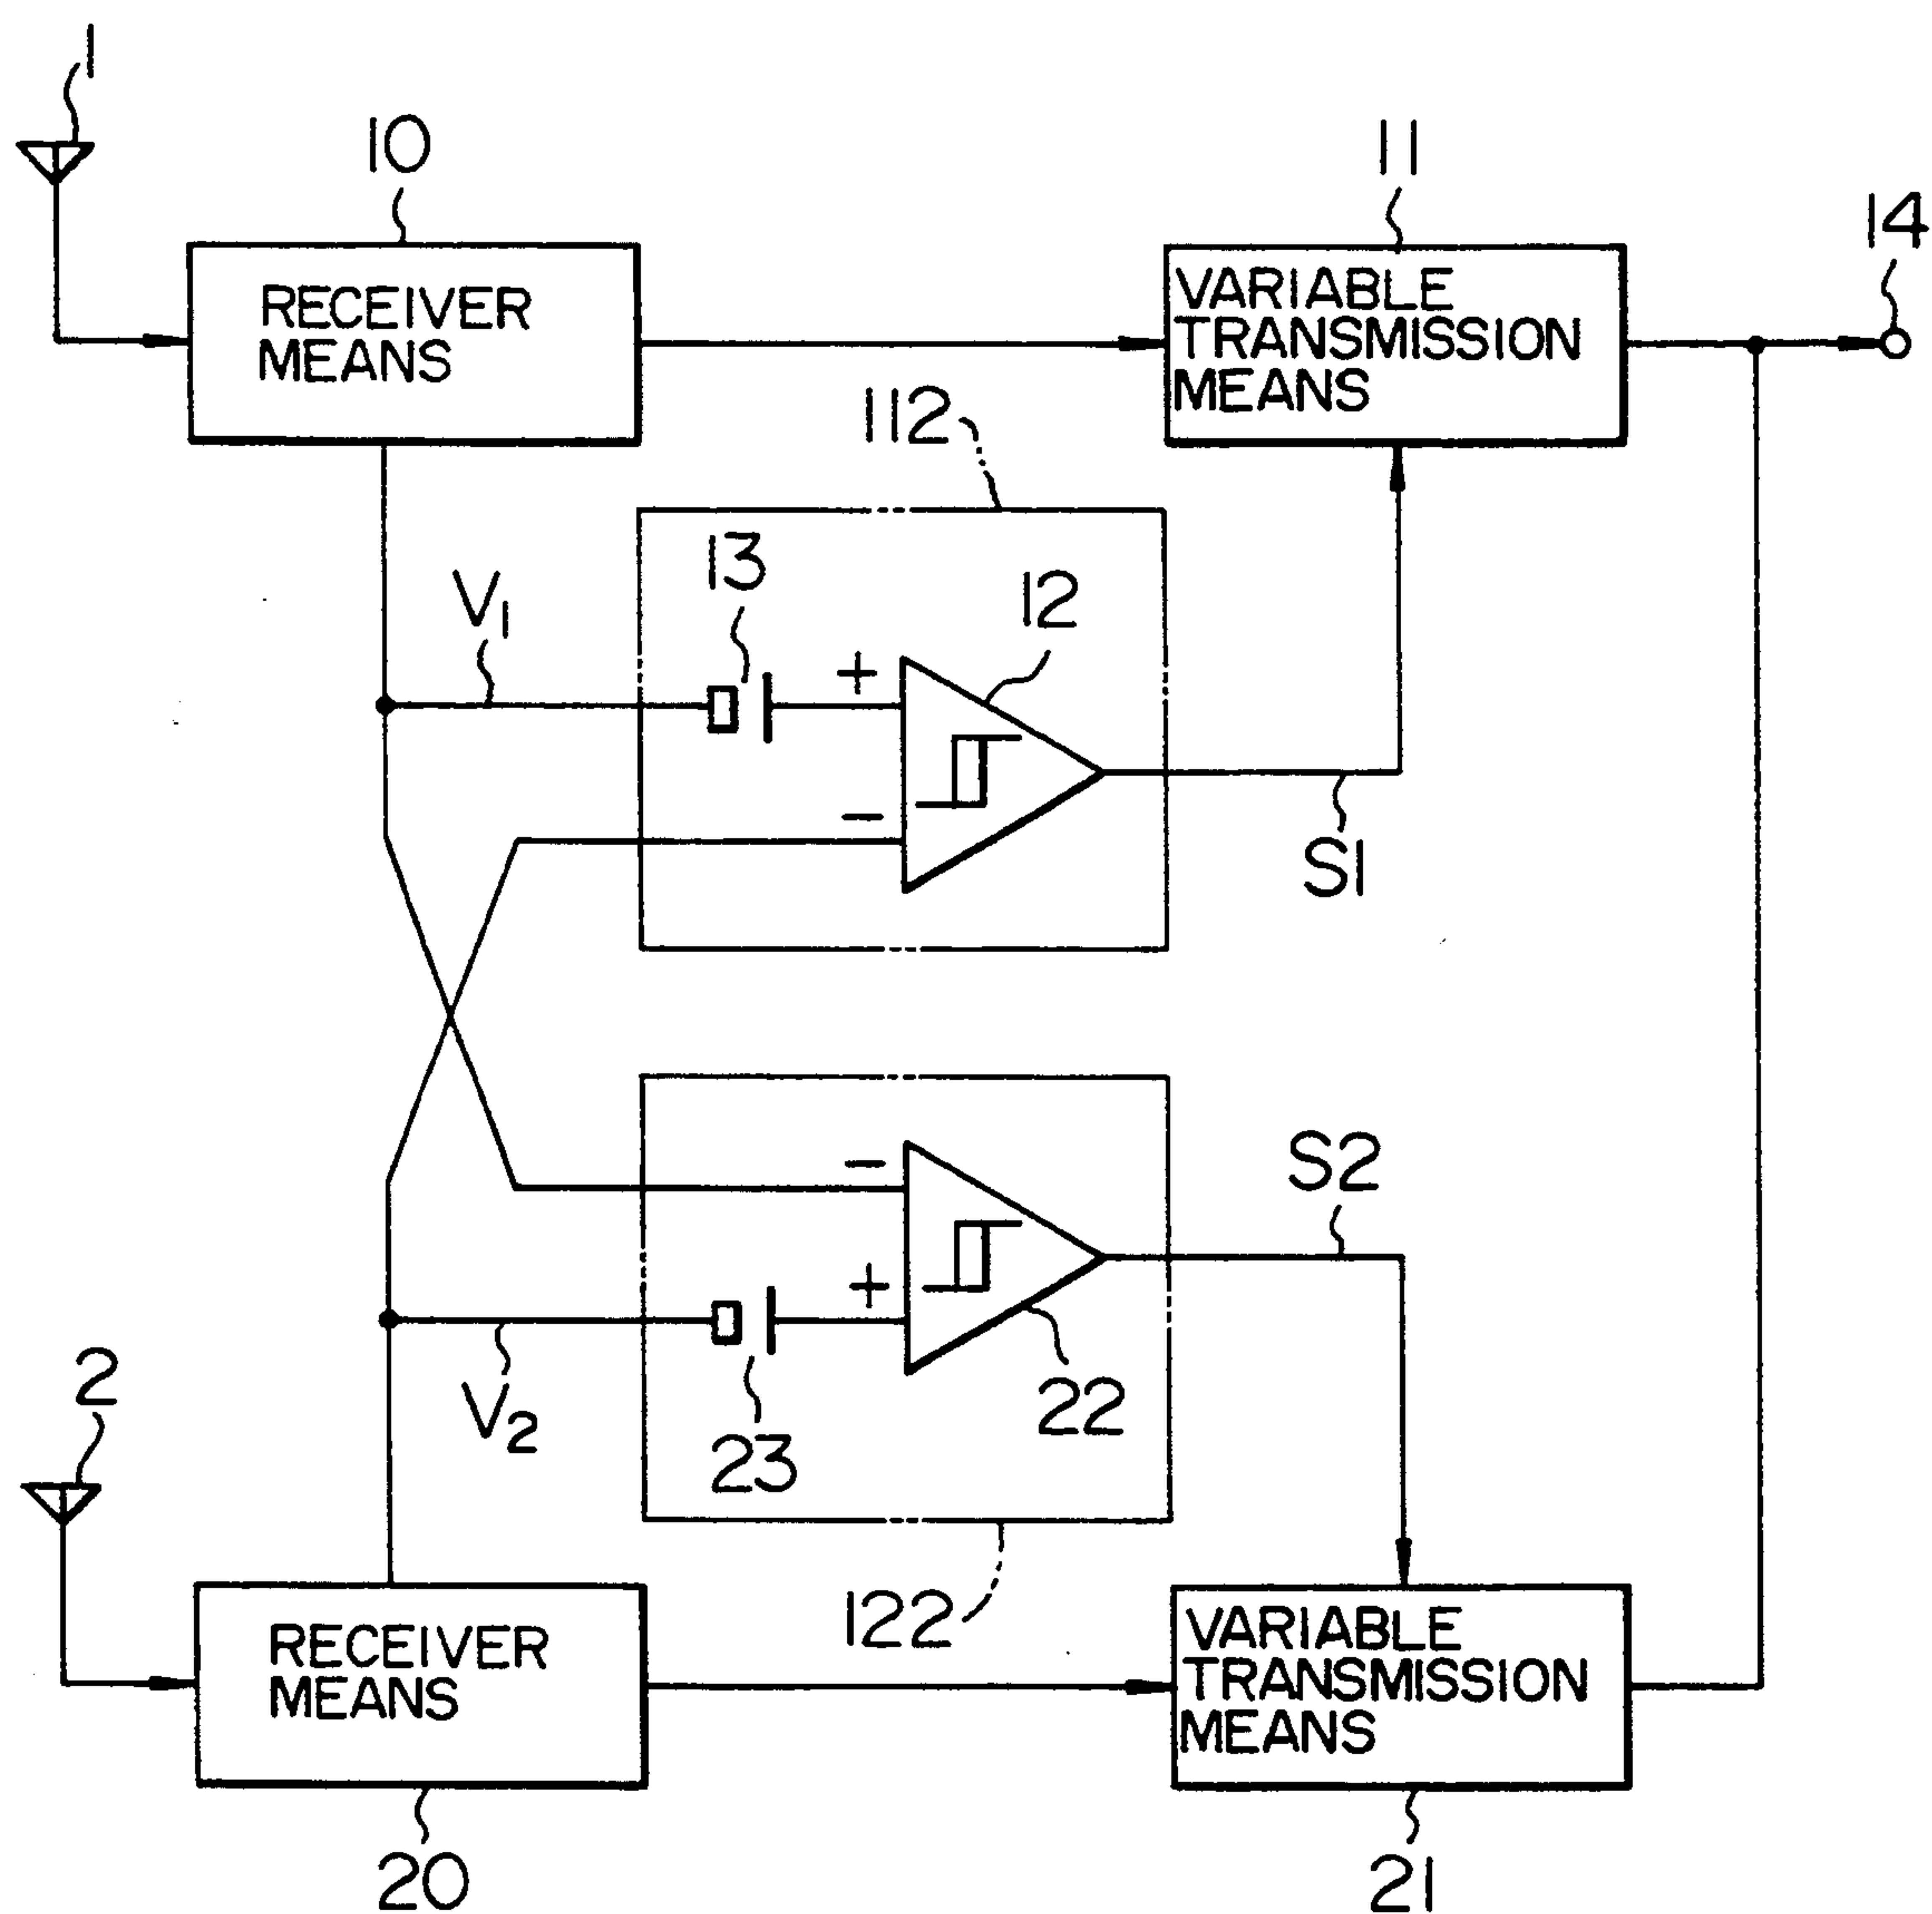 1
10
11
14
RECEIVER
MEANS
VARIABLE
TRANSMISSION
MEANS
112
13
12
V1
+
−
S1
−
S2
+
V2
23
22
2
122
RECEIVER
MEANS
VARIABLE
TRANSMISSION
MEANS
20
21